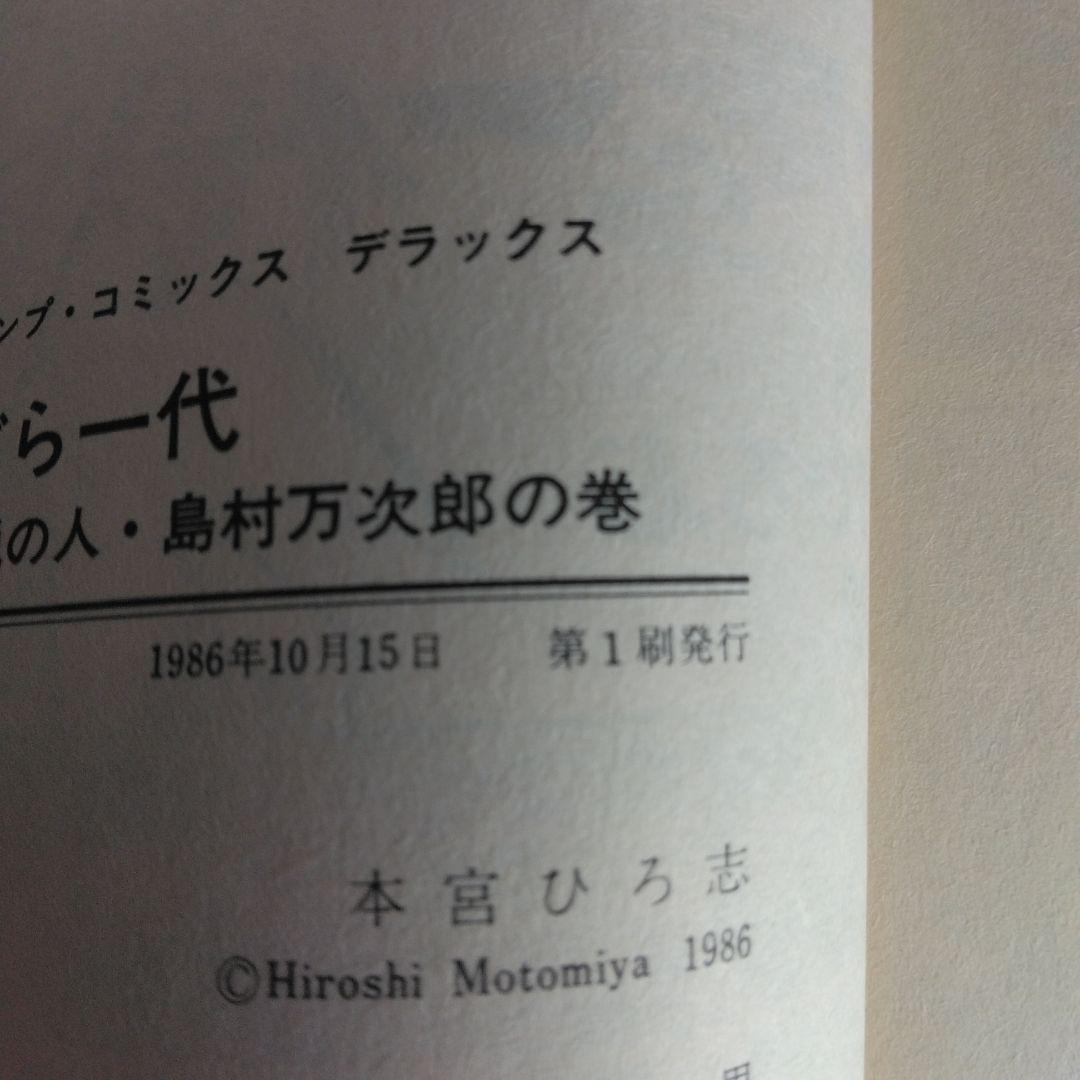 ンプ・コミックス デラックス
ら一代
の人・島村万次郎の巻
1986年10月15日 第1刷発行
本宮ひろ志
©Hiroshi Motomiya 1986